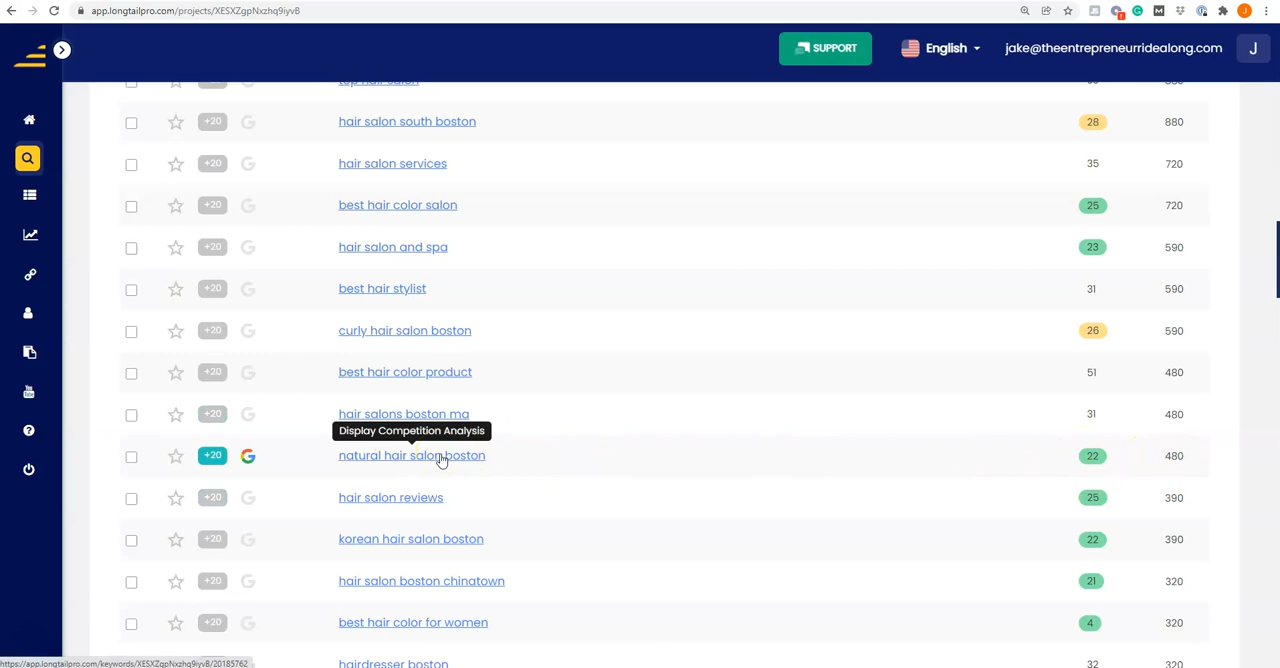 app.longtailpro.com/projects/XESXZgpNxzhq9iyvB
J
SUPPORT
English
jake@theentrepreneurridealong.com
J
top hair salon
+20 hair salon south boston 28 880
+20 hair salon services 35 720
+20 best hair color salon 25 720
+20 hair salon and spa 23 590
+20 best hair stylist 31 590
+20 curly hair salon boston 26 590
+20 best hair color product 51 480
+20 hair salons boston ma 31 480
Display Competition Analysis
+20 natural hair salon boston 22 480
+20 hair salon reviews 25 390
+20 korean hair salon boston 22 390
+20 hair salon boston chinatown 21 320
+20 best hair color for women 4 320
hairdresser boston 32 320
https://app.longtailpro.com/keywords/XESXZgpNxzhq9iyvB/20185762